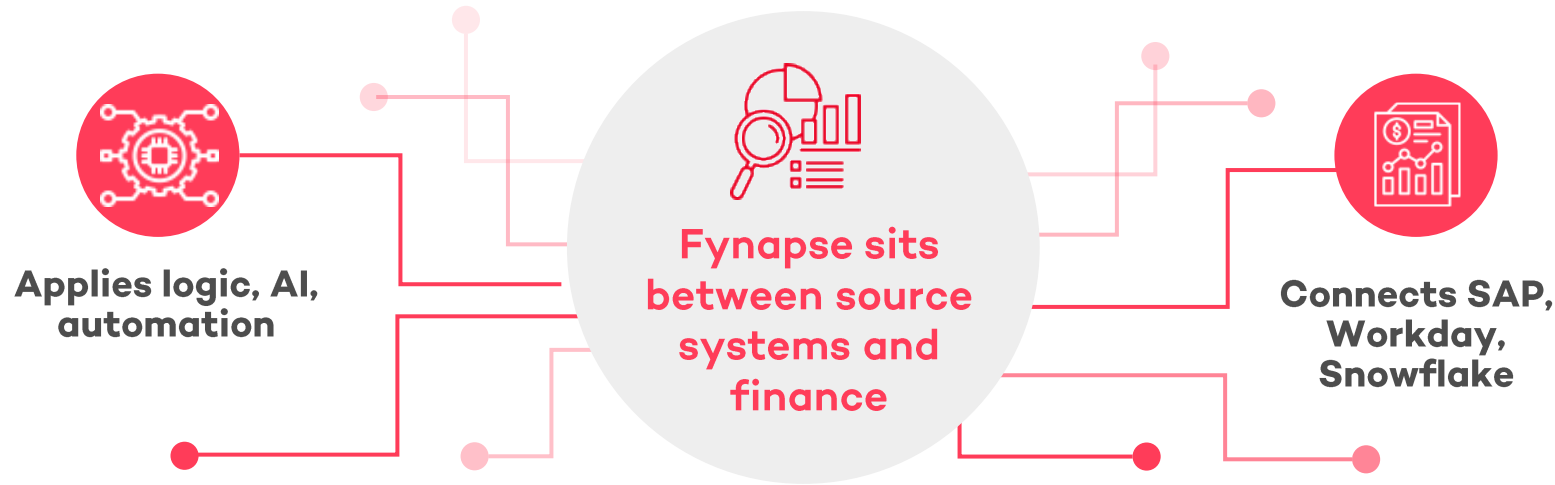 Applies logic, AI,
automation
Fynapse sits
between source
systems and
finance
Connects SAP,
Workday,
Snowflake